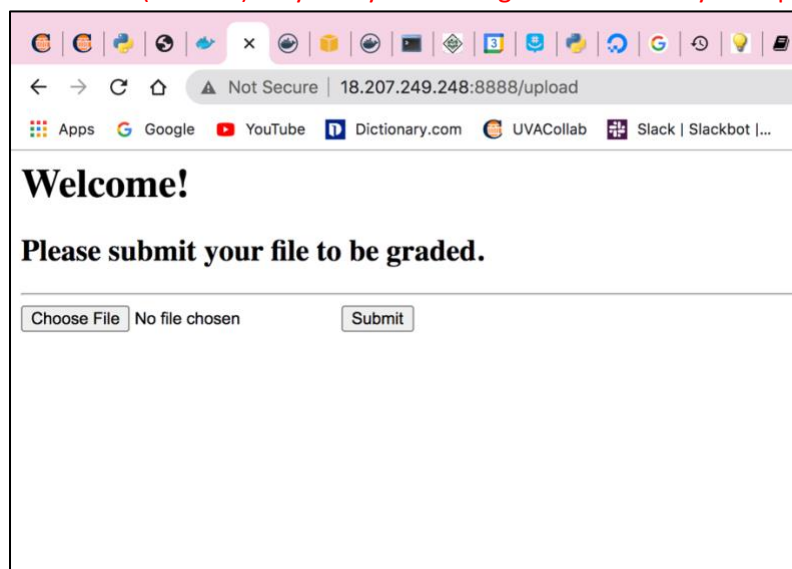 Not Secure | 18.207.249.248:8888/upload
Apps Google YouTube Dictionary.com UVACollab Slack | Slackbot |...
Welcome!
Please submit your file to be graded.
Choose File No file chosen Submit